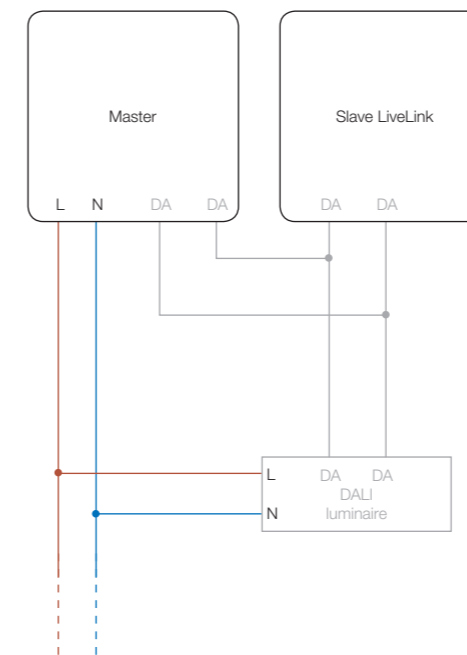 Master
Slave LiveLink
L N DA DA
DA DA
L DA DA
DALI
N luminaire